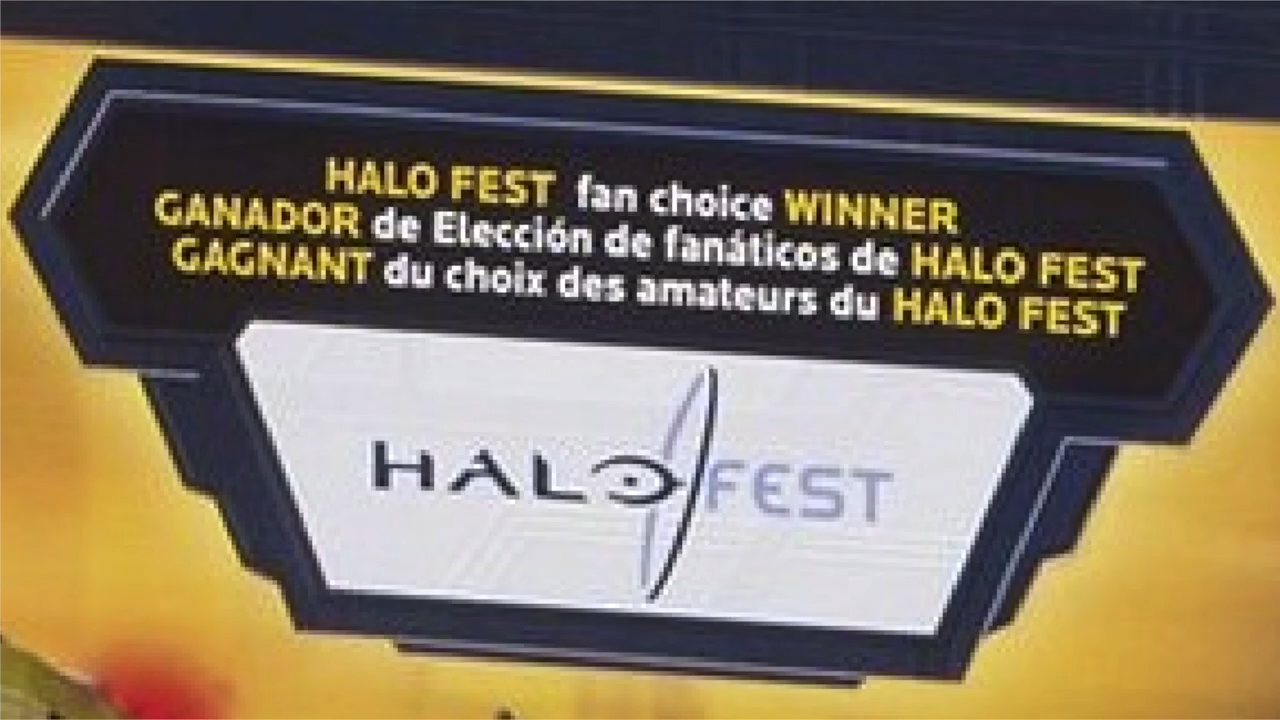 HALO FEST fan choice WINNER
GANADOR de Elección de fanáticos de HALO FEST
GAGNANT du choix des amateurs du HALO FEST
HALO FEST